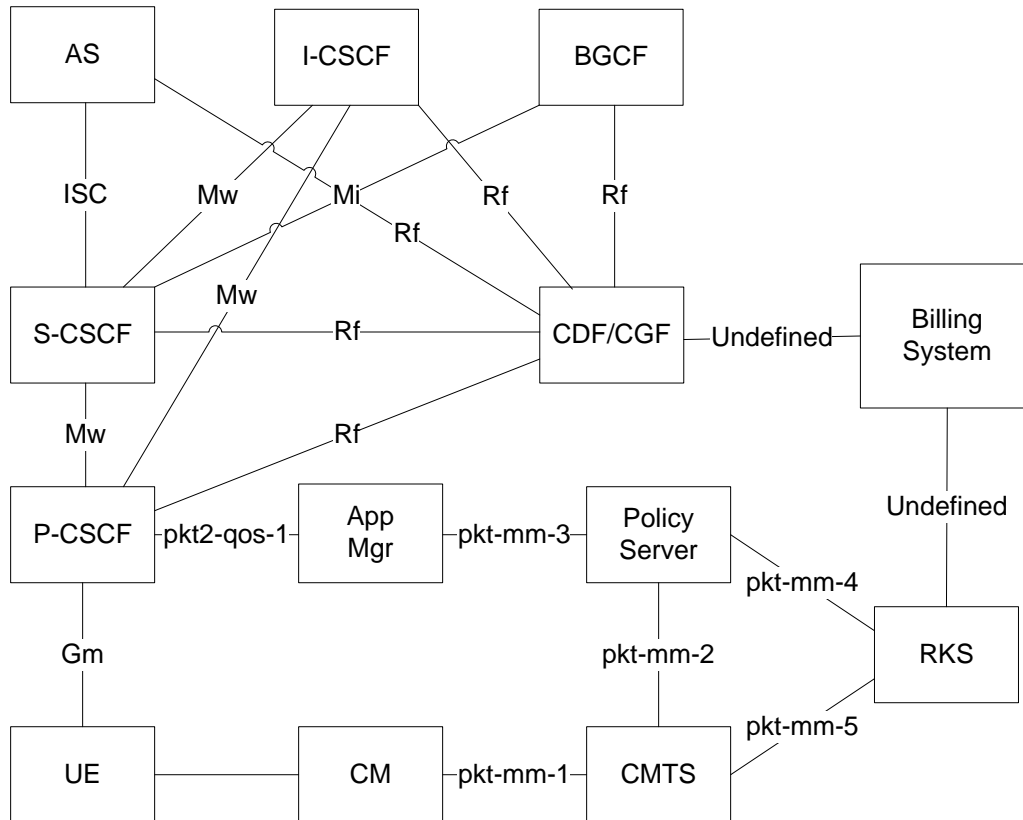 AS
I-CSCF
BGCF
ISC
Mw
Mi
Rf
Rf
Rf
Mw
S-CSCF
Rf
CDF/CGF
Undefined
Billing
System
Mw
Rf
P-CSCF
pkt2-qos-1
App
Mgr
pkt-mm-3
Policy
Server
Undefined
pkt-mm-4
Gm
pkt-mm-2
RKS
pkt-mm-5
UE
CM
pkt-mm-1
CMTS